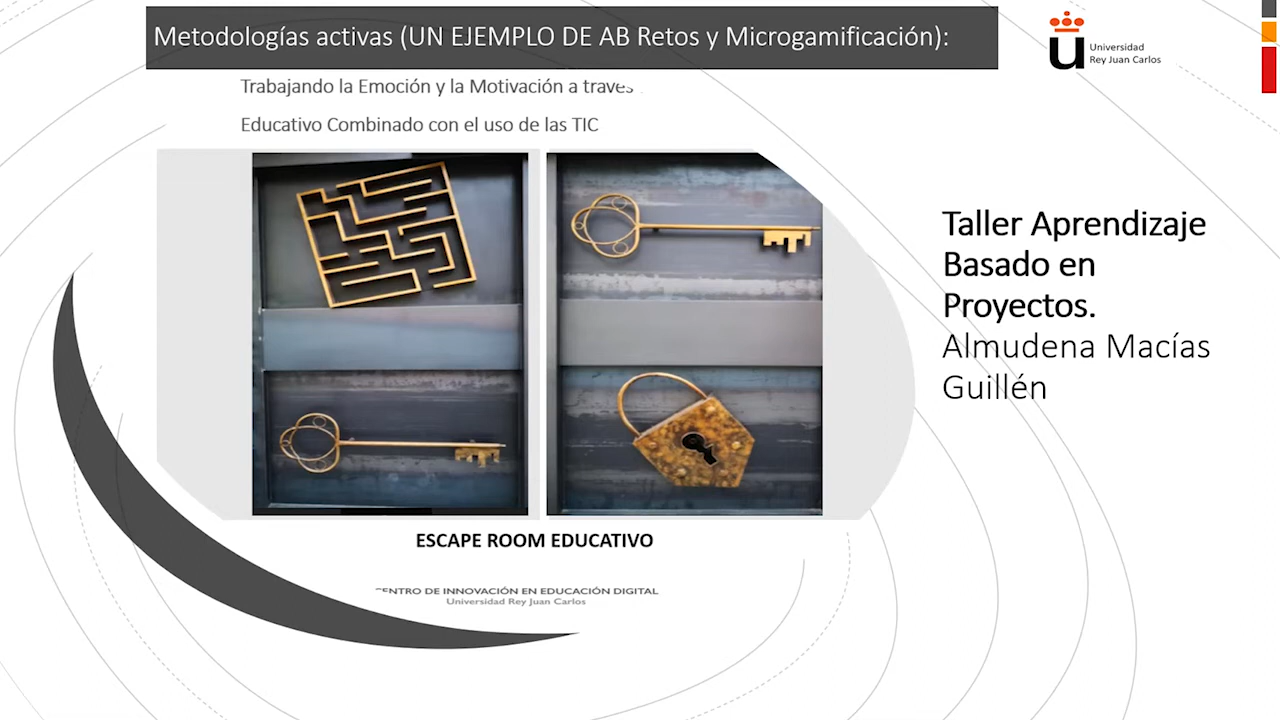 Metodologías activas (UN EJEMPLO DE AB Retos y Microgamificación):
Universidad
Rey Juan Carlos
Trabajando la Emoción y la Motivación a través
Educativo Combinado con el uso de las TIC
Taller Aprendizaje
Basado en
Proyectos.
Almudena Macías
Guillén
ESCAPE ROOM EDUCATIVO
CENTRO DE INNOVACIÓN EN EDUCACIÓN DIGITAL
Universidad Rey Juan Carlos